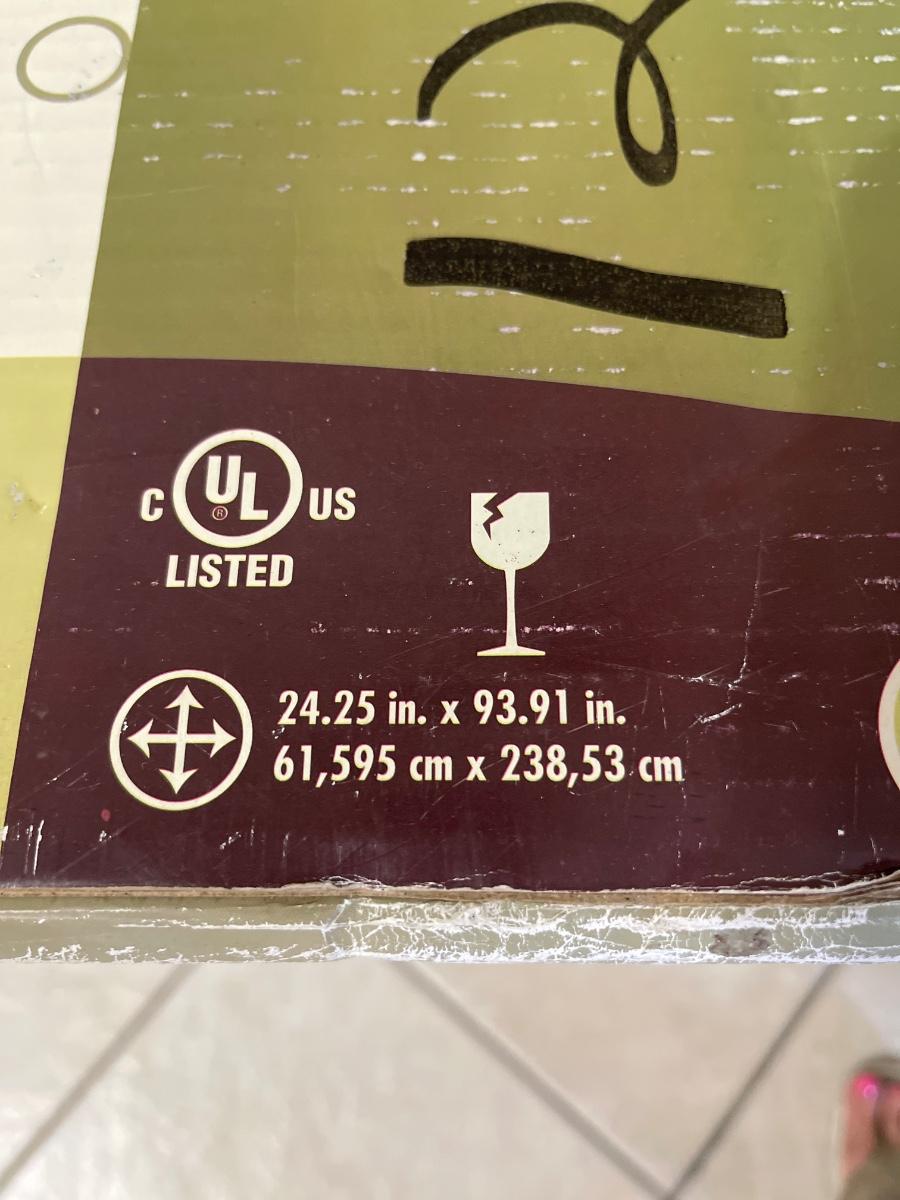 C UL® US
LISTED
24.25 in. x 93.91 in.
61,595 cm x 238,53 cm